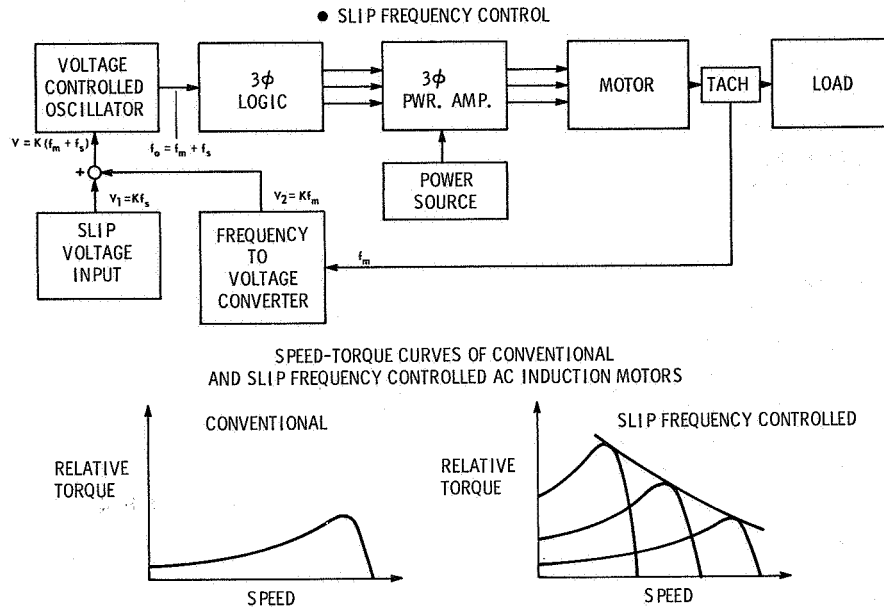 ● SLIP FREQUENCY CONTROL
VOLTAGE
CONTROLLED
OSCILLATOR
3ϕ
LOGIC
3ϕ
PWR. AMP.
MOTOR
TACH
LOAD
V = K(fm + fs)
fo = fm + fs
+
V1 = Kfs
V2 = Kfm
POWER
SOURCE
SLIP
VOLTAGE
INPUT
FREQUENCY
TO
VOLTAGE
CONVERTER
fm
SPEED-TORQUE CURVES OF CONVENTIONAL
AND SLIP FREQUENCY CONTROLLED AC INDUCTION MOTORS
CONVENTIONAL
RELATIVE
TORQUE
SPEED
SLIP FREQUENCY CONTROLLED
RELATIVE
TORQUE
SPEED